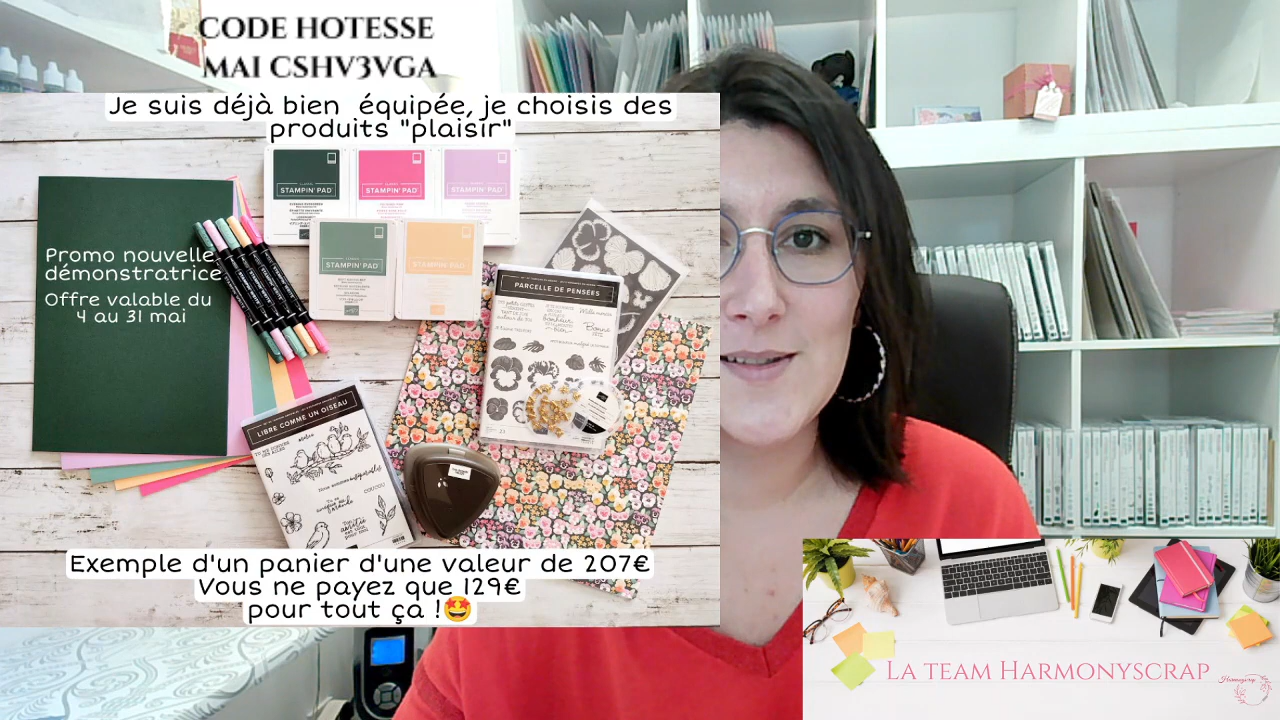 CODE HOTESSE
MAI CSHV3VGA
Je suis déjà bien équipée, je choisis des
produits "plaisir"
STAMPIN' PAD
STAMPIN' PAD
STAMPIN' PAD
STAMPIN' PAD
STAMPIN' PAD
Promo nouvelle
démonstratrice
Offre valable du
4 au 31 mai
PARCELLE DE PENSÉES
LIBRE COMME UN OISEAU
Exemple d'un panier d'une valeur de 207€
Vous ne payez que 129€
pour tout ça !🤩
LA TEAM HARMONYSCRAP